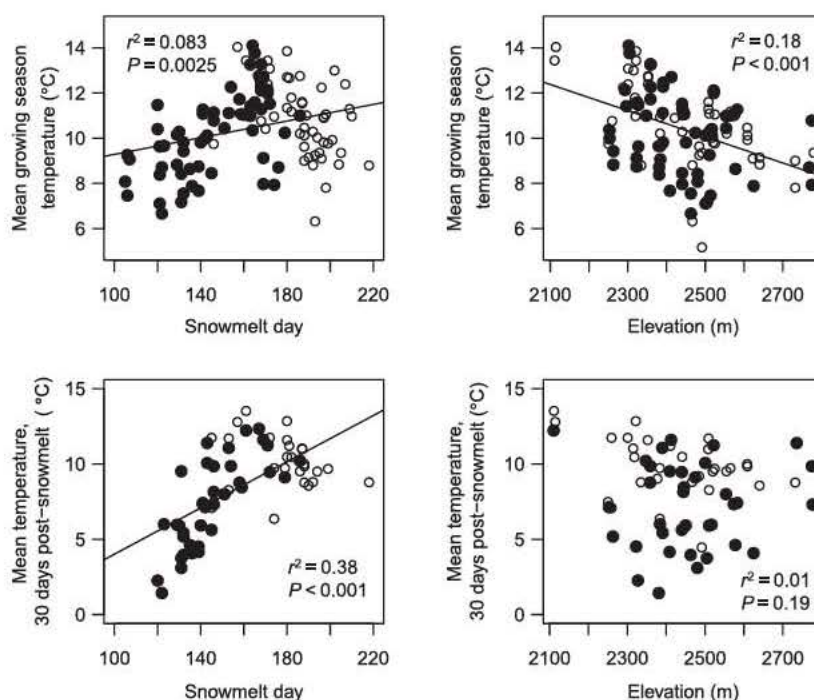 Mean growing season
temperature (°C)
14
12
10
8
6
r² = 0.083
P = 0.0025
100
140
180
220
Snowmelt day
Mean growing season
temperature (°C)
14
12
10
8
6
r² = 0.18
P < 0.001
2100
2300
2500
2700
Elevation (m)
Mean temperature,
30 days post−snowmelt ( °C)
15
10
5
0
r² = 0.38
P < 0.001
100
140
180
220
Snowmelt day
Mean temperature,
30 days post−snowmelt (°C)
15
10
5
0
r² = 0.01
P = 0.19
2100
2300
2500
2700
Elevation (m)